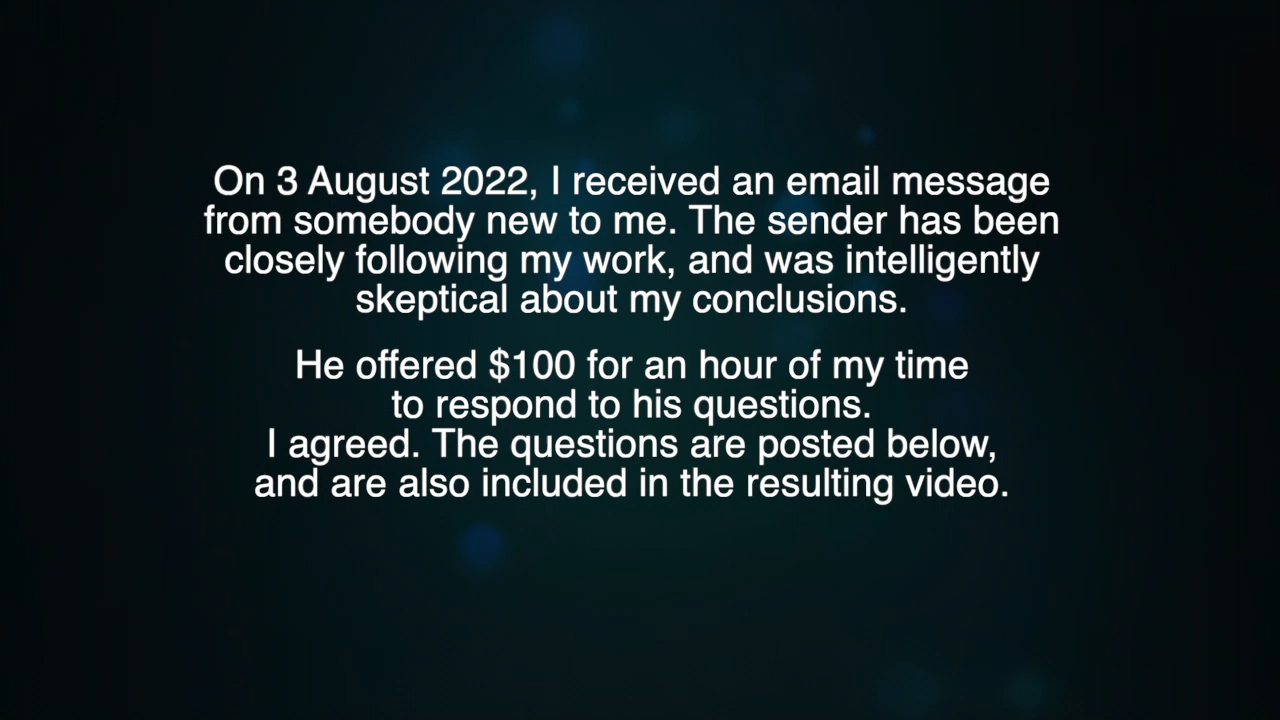 On 3 August 2022, I received an email message
from somebody new to me. The sender has been
closely following my work, and was intelligently
skeptical about my conclusions.
He offered $100 for an hour of my time
to respond to his questions.
I agreed. The questions are posted below,
and are also included in the resulting video.